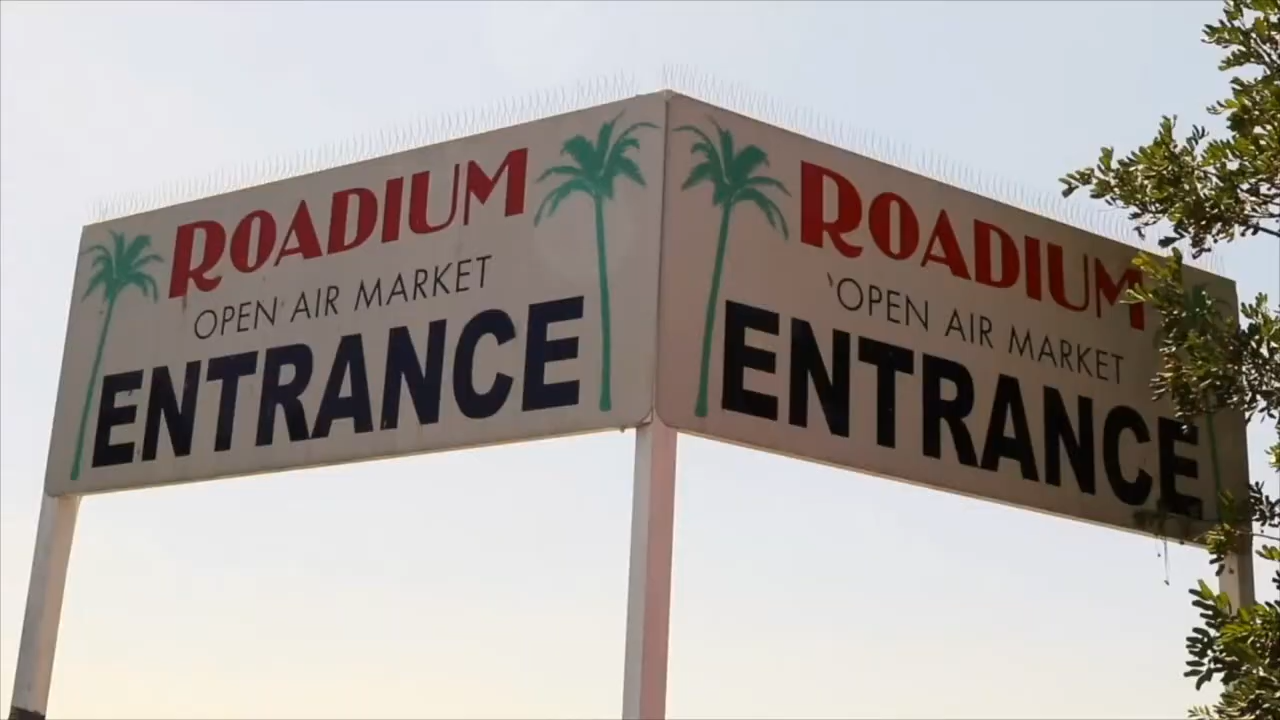 ROADIUM
OPEN AIR MARKET
ENTRANCE
ROADIUM
OPEN AIR MARKET
ENTRANCE